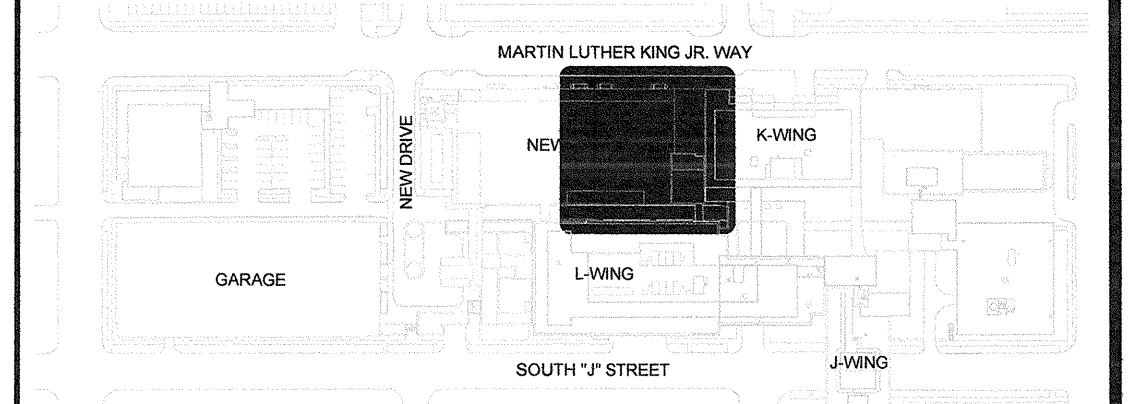 MARTIN LUTHER KING JR. WAY
NEW DRIVE
NEW
K-WING
GARAGE
L-WING
SOUTH "J" STREET
J-WING